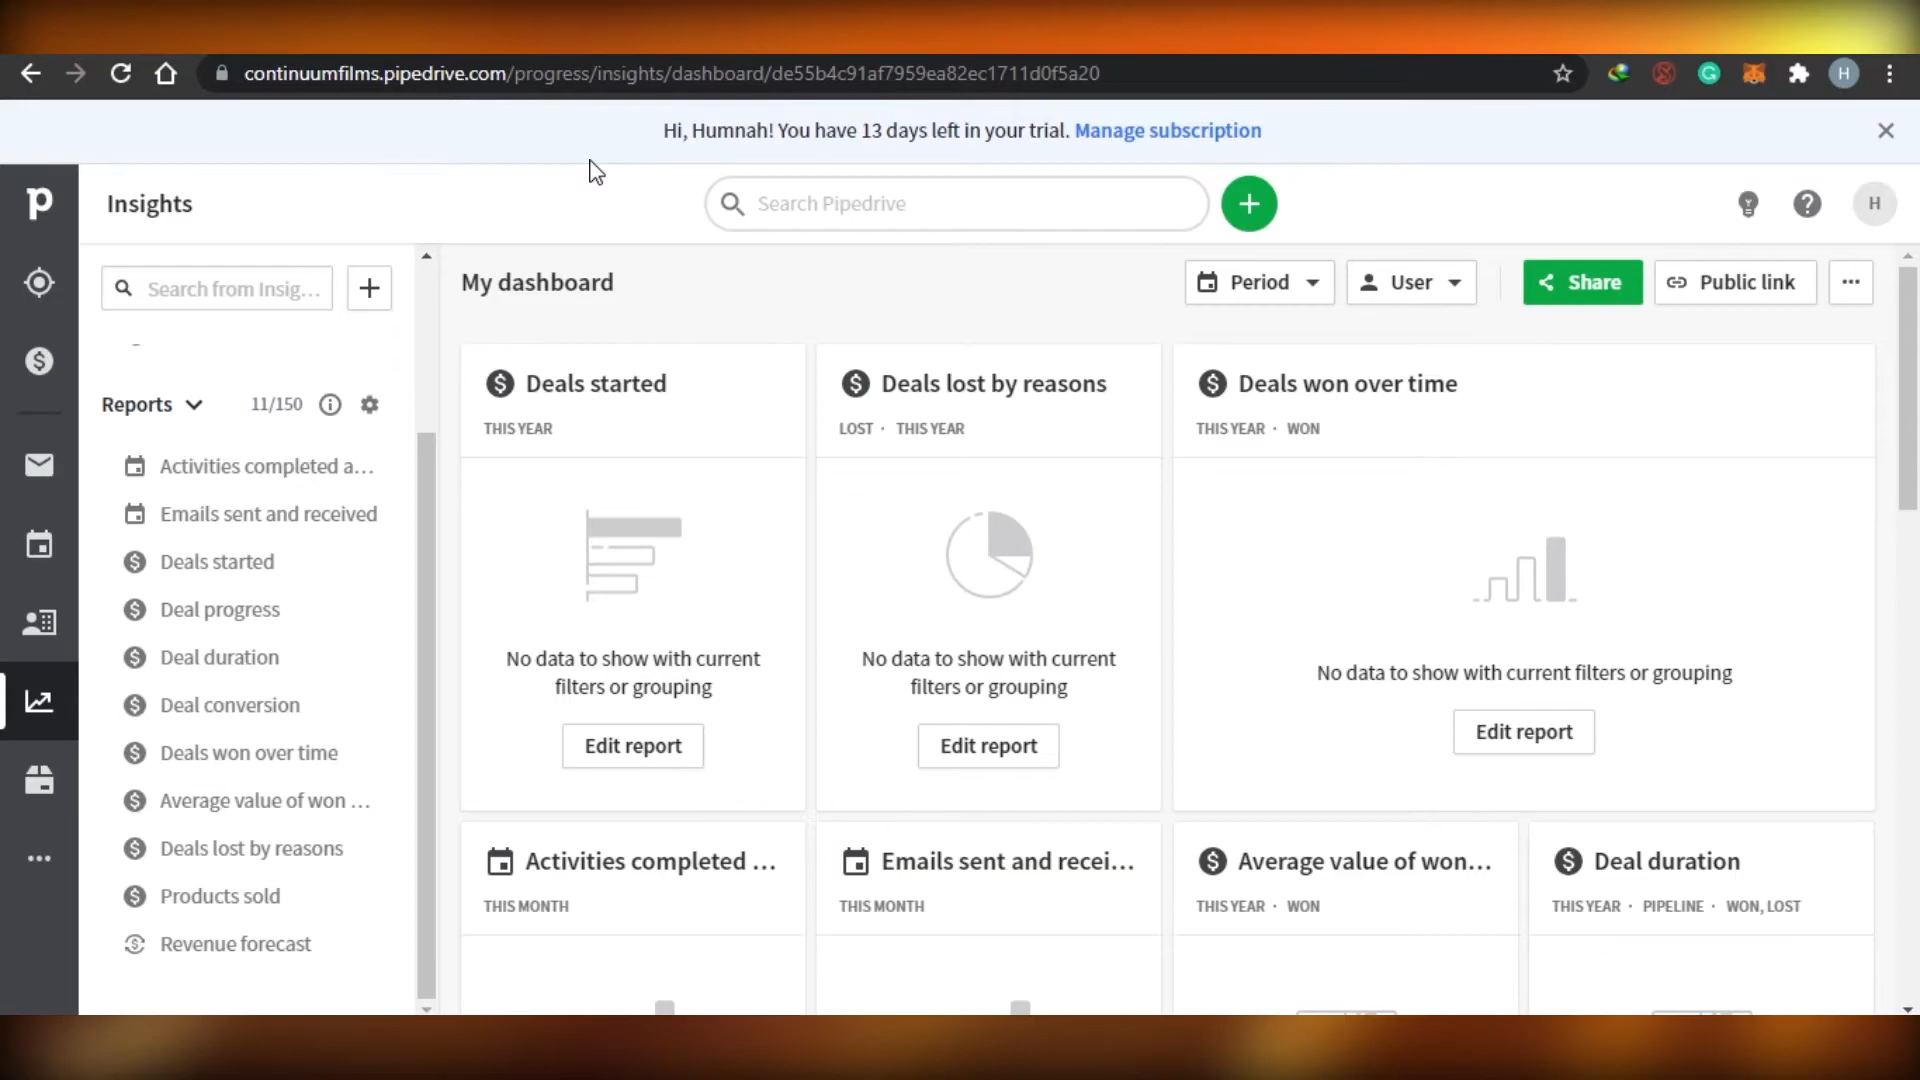 continuumfilms.pipedrive.com/progress/insights/dashboard/de55b4c91af7959ea82ec1711d0f5a20
H
Hi, Humnah! You have 13 days left in your trial. Manage subscription
p
Insights
Search Pipedrive
H
Search from Insig...
My dashboard
Period
User
Share
Public link
Reports
11/150
Activities completed a...
Emails sent and received
Deals started
Deal progress
Deal duration
Deal conversion
Deals won over time
Average value of won ...
Deals lost by reasons
Products sold
Revenue forecast
Deals started
THIS YEAR
No data to show with current
filters or grouping
Edit report
Deals lost by reasons
LOST · THIS YEAR
No data to show with current
filters or grouping
Edit report
Deals won over time
THIS YEAR · WON
No data to show with current filters or grouping
Edit report
Activities completed ...
THIS MONTH
Emails sent and recei...
THIS MONTH
Average value of won...
THIS YEAR · WON
Deal duration
THIS YEAR · PIPELINE · WON, LOST